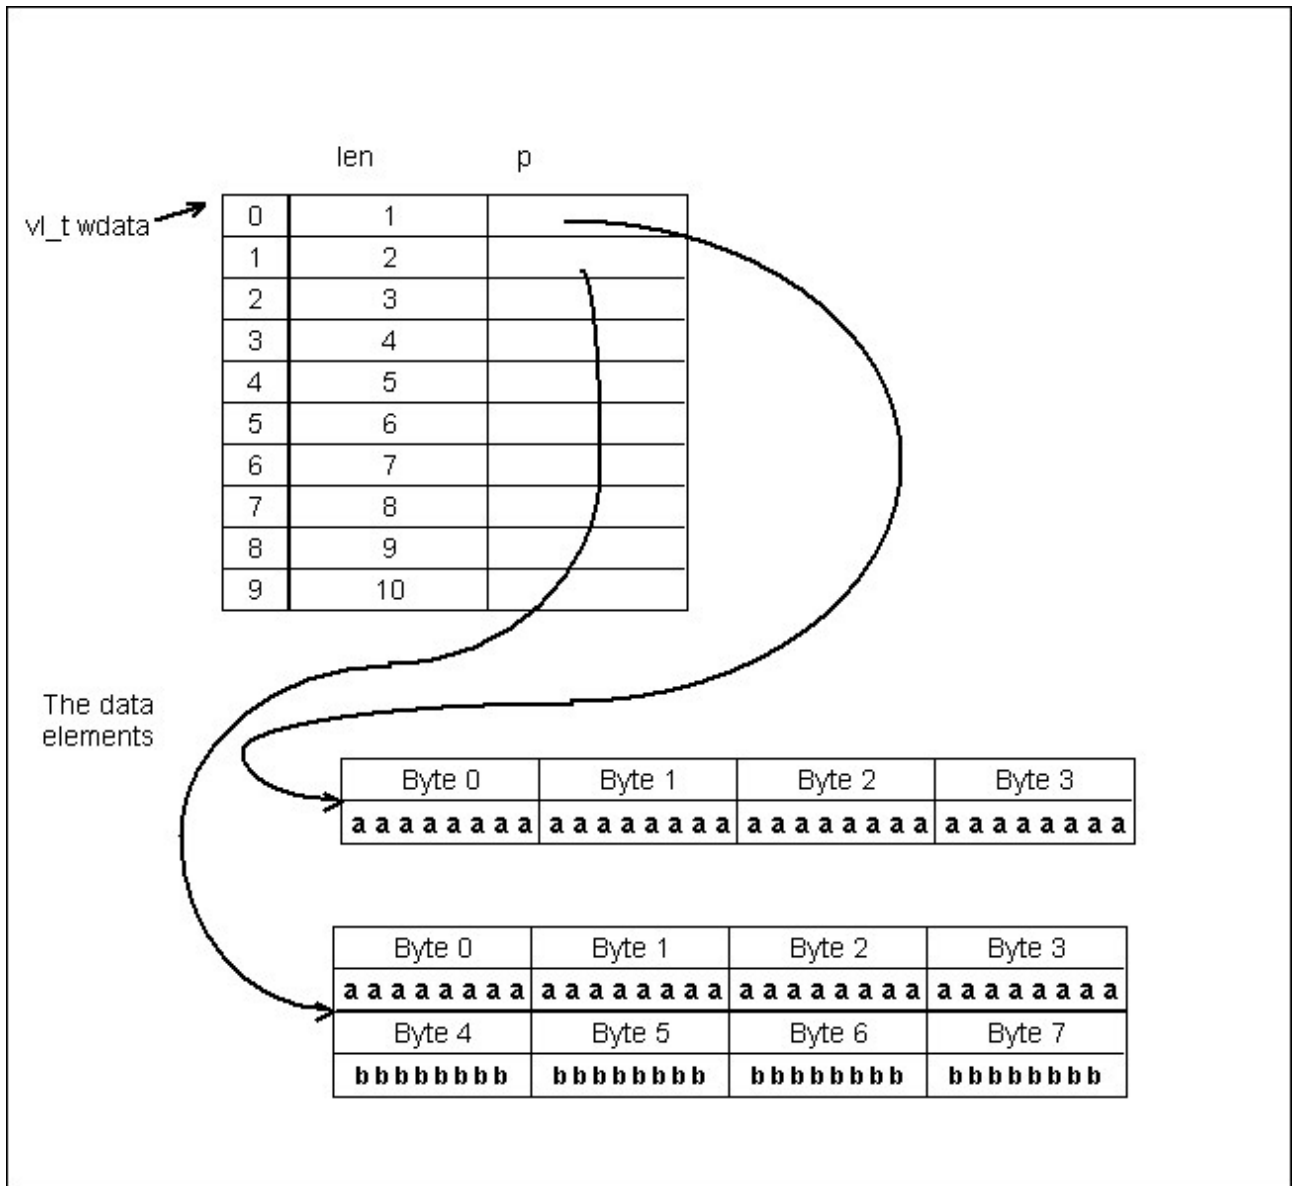 len p
vl_t wdata
0 1
1 2
2 3
3 4
4 5
5 6
6 7
7 8
8 9
9 10
The data
elements
Byte 0 Byte 1 Byte 2 Byte 3
a a a a a a a a a a a a a a a a a a a a a a a a a a a a a a a a
Byte 0 Byte 1 Byte 2 Byte 3
a a a a a a a a a a a a a a a a a a a a a a a a a a a a a a a a
Byte 4 Byte 5 Byte 6 Byte 7
b b b b b b b b b b b b b b b b b b b b b b b b b b b b b b b b